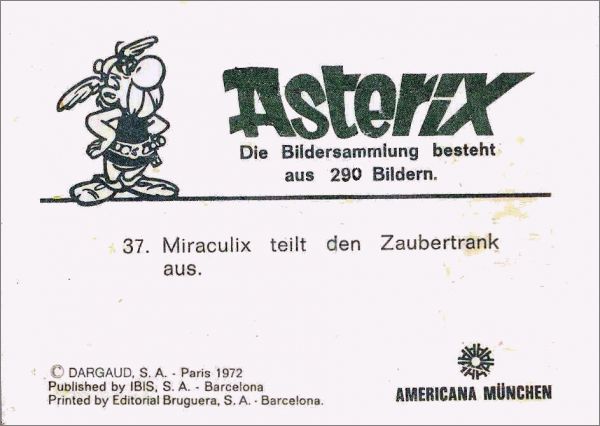 Asterix
Die Bildersammlung besteht
aus 290 Bildern.
37. Miraculix teilt den Zaubertrank
aus.
© DARGAUD, S. A. - Paris 1972
Published by IBIS, S. A. - Barcelona
Printed by Editorial Bruguera, S. A. - Barcelona.
AMERICANA MÜNCHEN